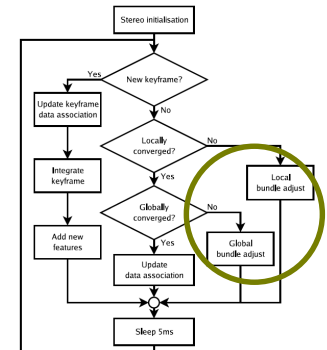 Stereo initialisation
New keyframe?
Yes
No
Update keyframe
data association
Locally
converged?
No
Yes
Integrate
keyframe
Local
bundle adjust
Globally
converged?
No
Yes
Add new
features
Global
bundle adjust
Update
data association
Sleep 5ms